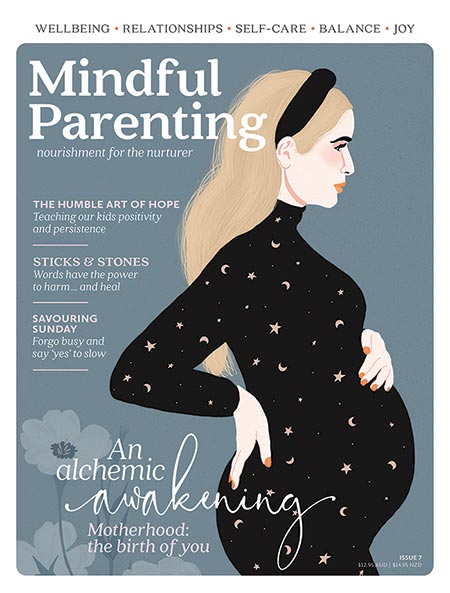 WELLBEING • RELATIONSHIPS • SELF-CARE • BALANCE • JOY
Mindful
Parenting
nourishment for the nurturer
THE HUMBLE ART OF HOPE
Teaching our kids positivity
and persistence
STICKS & STONES
Words have the power
to harm... and heal
SAVOURING
SUNDAY
Forgo busy and
say 'yes' to slow
An
alchemic
awakening
Motherhood:
the birth of you
ISSUE 7
$12.95 AUD | $14.95 NZD